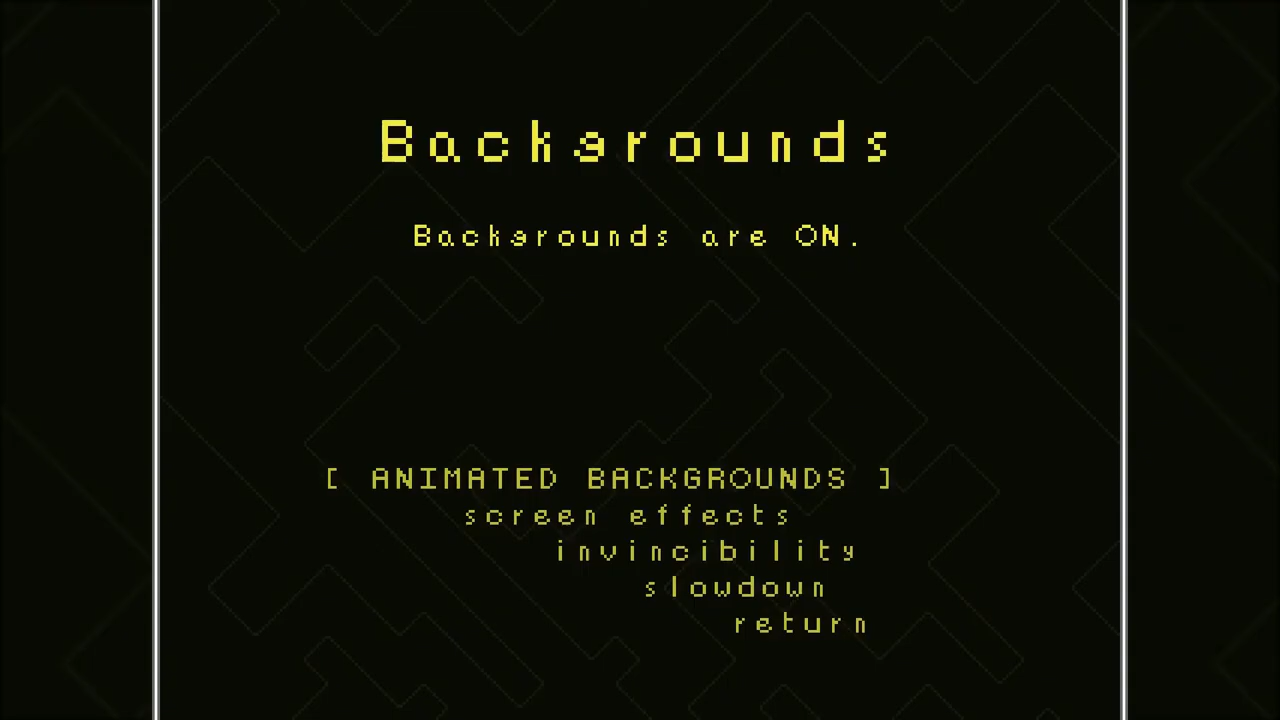 Backgrounds
Backgrounds are ON.
[ ANIMATED BACKGROUNDS ]
screen effects
invincibility
slowdown
return